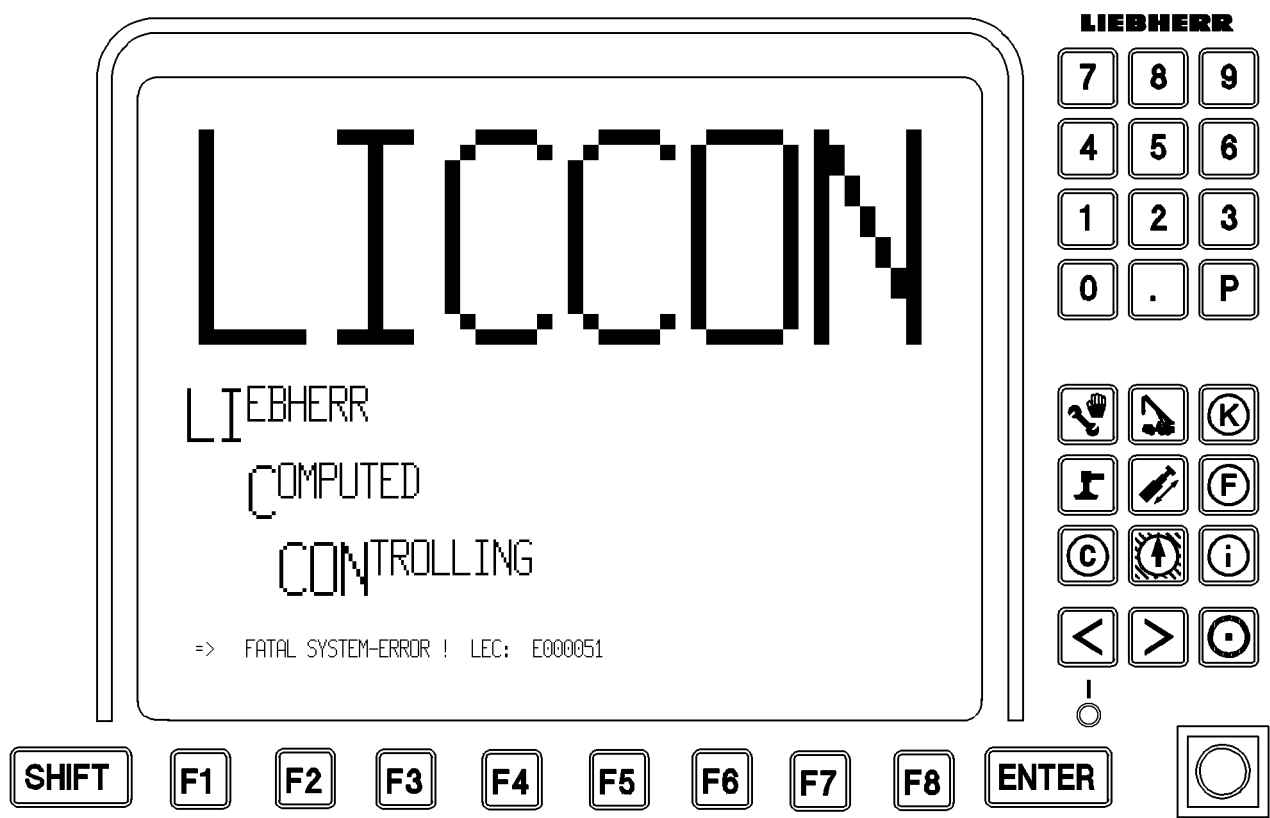 LIEBHERR
7 8 9
4 5 6
1 2 3
0 . P
LICCON
LIEBHERR
COMPUTED
CONTROLLING
=> FATAL SYSTEM-ERROR ! LEC: E000051
K
F
C i
< >
I
SHIFT F1 F2 F3 F4 F5 F6 F7 F8 ENTER